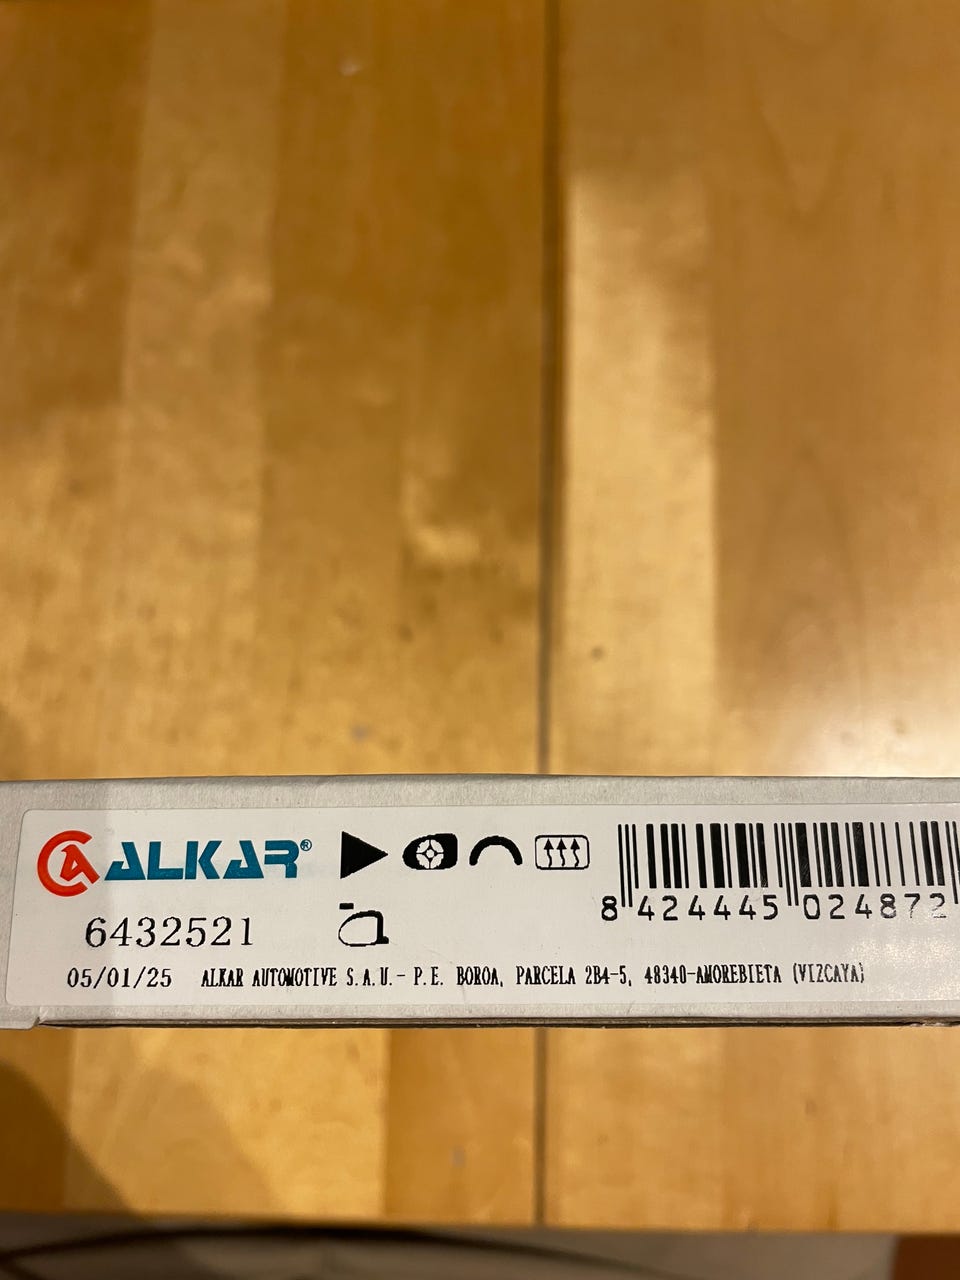 ALKAR®
6432521
8 424445 024872
05/01/25 ALKAR AUTOMOTIVE S.A.U.- P.E. BOROA, PARCELA 2B4-5, 48340-AMOREBIETA (VIZCAYA)